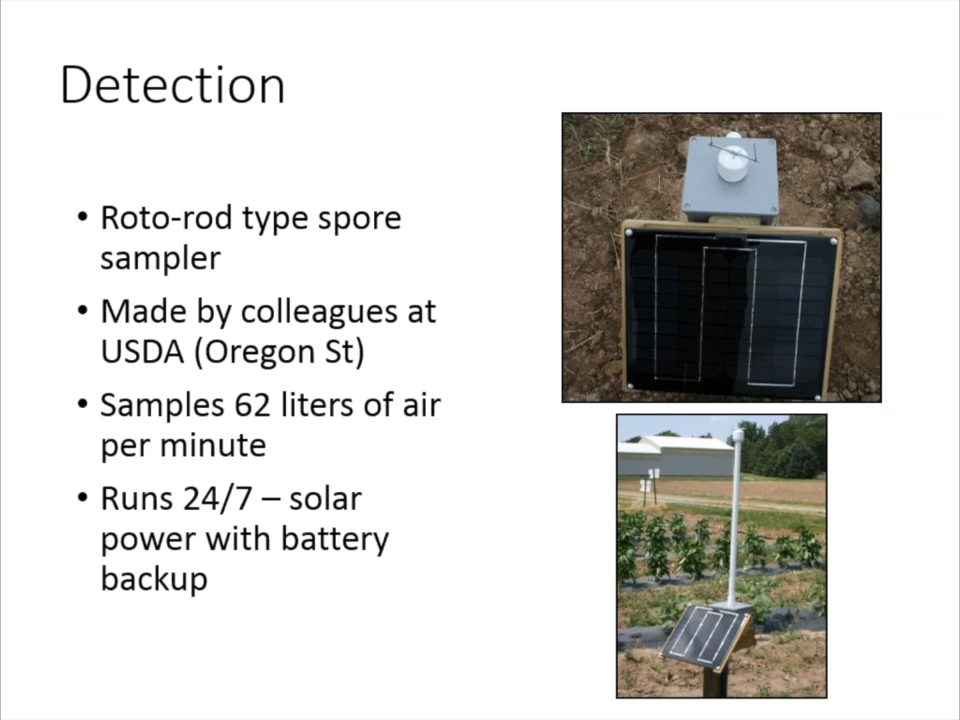 Detection
• Roto-rod type spore
sampler
• Made by colleagues at
USDA (Oregon St)
• Samples 62 liters of air
per minute
• Runs 24/7 – solar
power with battery
backup